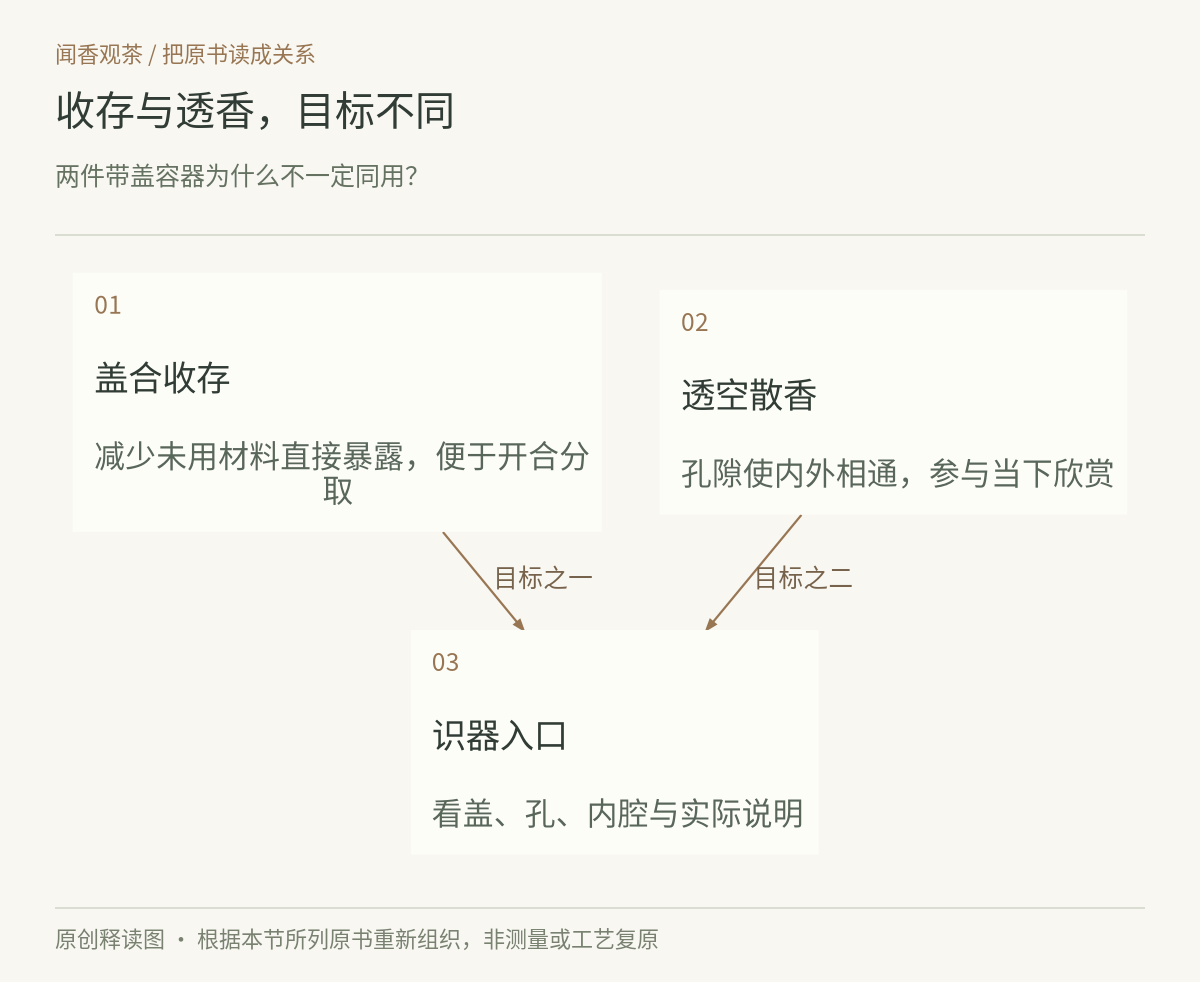 闻香观茶 / 把原书读成关系
收存与透香，目标不同
两件带盖容器为什么不一定同用？
01
盖合收存
减少未用材料直接暴露，便于开合分
取
02
透空散香
孔隙使内外相通，参与当下欣赏
目标之一
目标之二
03
识器入口
看盖、孔、内腔与实际说明
原创释读图 · 根据本节所列原书重新组织，非测量或工艺复原